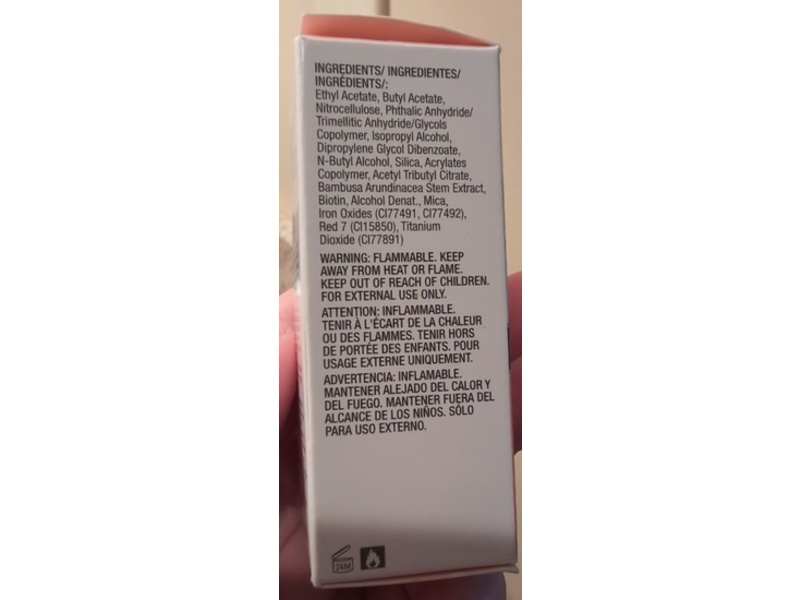 INGREDIENTS/ INGREDIENTES/
INGRÉDIENTS/:
Ethyl Acetate, Butyl Acetate,
Nitrocellulose, Phthalic Anhydride/
Trimellitic Anhydride/Glycols
Copolymer, Isopropyl Alcohol,
Dipropylene Glycol Dibenzoate,
N-Butyl Alcohol, Silica, Acrylates
Copolymer, Acetyl Tributyl Citrate,
Bambusa Arundinacea Stem Extract,
Biotin, Alcohol Denat., Mica,
Iron Oxides (CI77491, CI77492),
Red 7 (CI15850), Titanium
Dioxide (CI77891)
WARNING: FLAMMABLE. KEEP
AWAY FROM HEAT OR FLAME.
KEEP OUT OF REACH OF CHILDREN.
FOR EXTERNAL USE ONLY.
ATTENTION: INFLAMMABLE.
TENIR À L'ÉCART DE LA CHALEUR
OU DES FLAMMES. TENIR HORS
DE PORTÉE DES ENFANTS. POUR
USAGE EXTERNE UNIQUEMENT.
ADVERTENCIA: INFLAMABLE.
MANTENER ALEJADO DEL CALOR Y
DEL FUEGO. MANTENER FUERA DEL
ALCANCE DE LOS NIÑOS. SÓLO
PARA USO EXTERNO.
24M